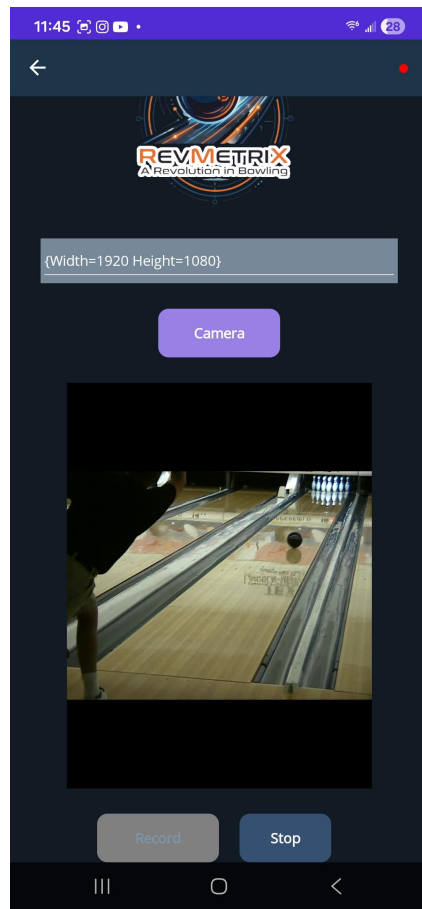 11:45
28
REVMETRIX
A Revolution in Bowling
{Width=1920 Height=1080}
Camera
Record
Stop